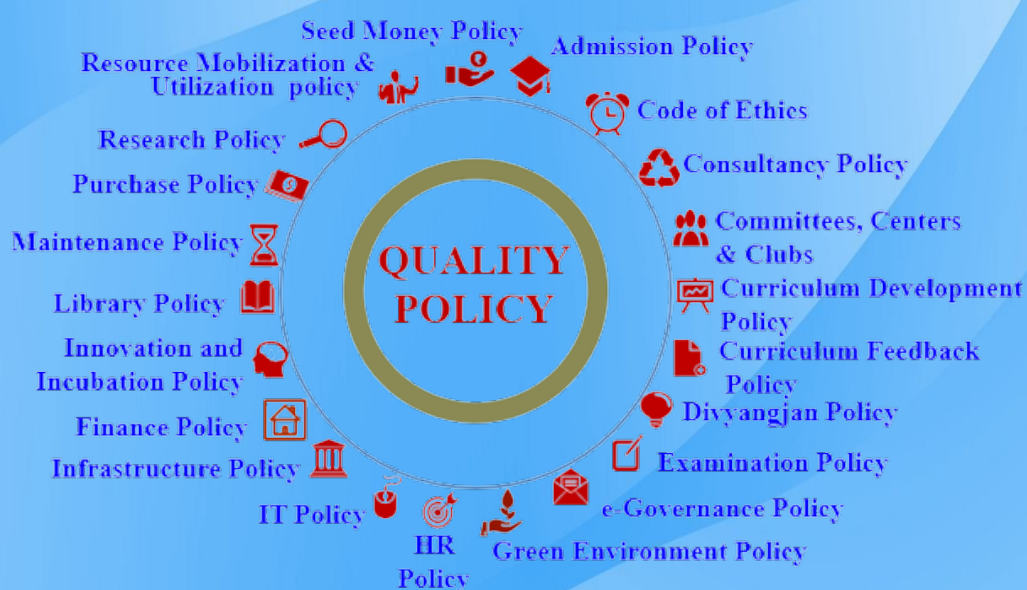 QUALITY
POLICY
Seed Money Policy
Admission Policy
Code of Ethics
Consultancy Policy
Committees, Centers
& Clubs
Curriculum Development
Policy
Curriculum Feedback
Policy
Divyangjan Policy
Examination Policy
e-Governance Policy
Green Environment Policy
HR
Policy
IT Policy
Infrastructure Policy
Finance Policy
Innovation and
Incubation Policy
Library Policy
Maintenance Policy
Purchase Policy
Research Policy
Resource Mobilization &
Utilization policy